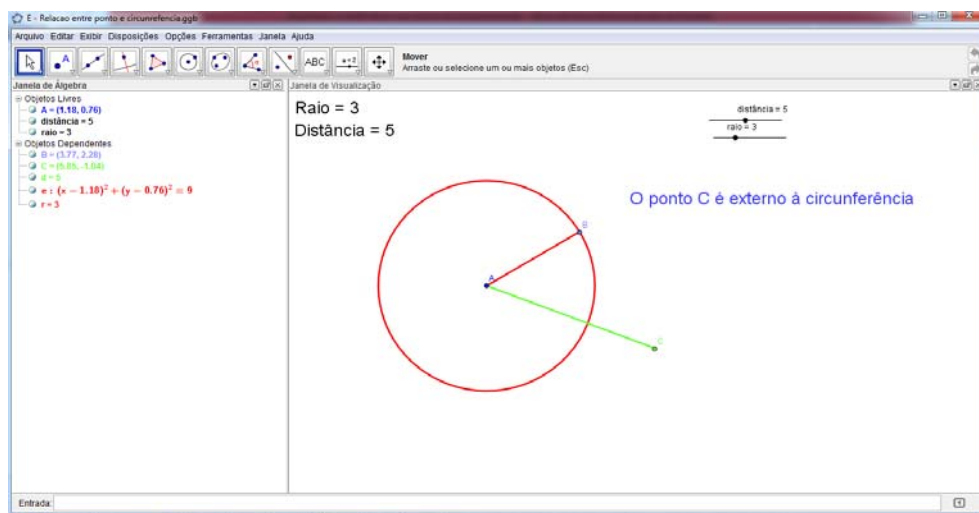 E - Relacao entre ponto e circunrefencia.ggb
Arquivo Editar Exibir Disposições Opções Ferramentas Janela Ajuda
A
ABC
a=2
Mover
Arraste ou selecione um ou mais objetos (Esc)
Janela de Álgebra
Janela de Visualização
Objetos Livres
A = (1.18, 0.76)
distância = 5
raio = 3
Objetos Dependentes
B = (3.77, 2.28)
C = (5.85, -1.04)
d = 5
e : (x − 1.18)² + (y − 0.76)² = 9
r = 3
Raio = 3
Distância = 5
distância = 5
raio = 3
O ponto C é externo à circunferência
B
A
C
Entrada: